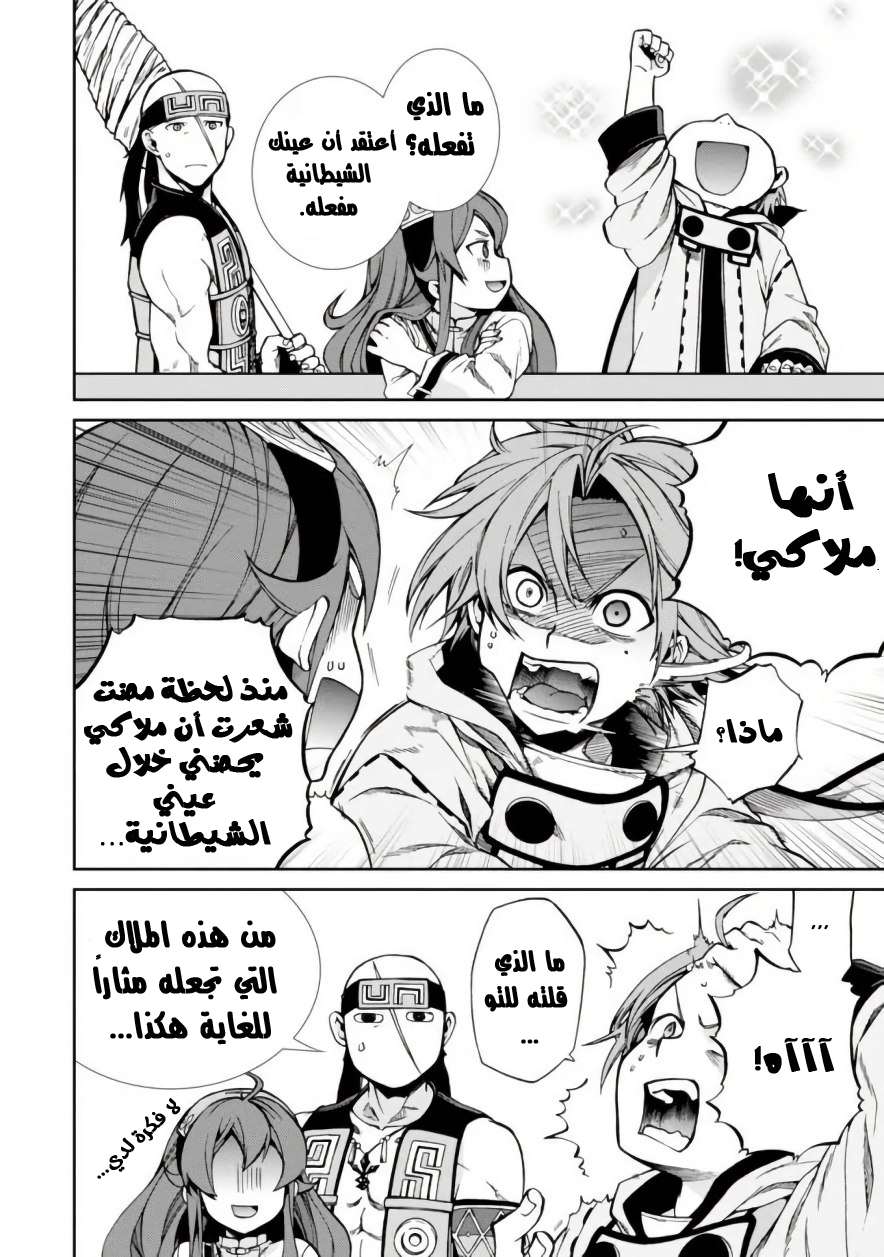 ما الذي
تفعله؟ أعتقد أن عينك
الشيطانية
مفعله.
أنها
ملاكي!
ماذا؟
منذ لحظة مضت
شعرت أن ملاكي
يحضني خلال
عيني
الشيطانية...
...
آآآه!
ما الذي
قلته للتو
...
من هذه الملاك
التي تجعله مثاراً
للغاية هكذا...
لا فكرة لدي...